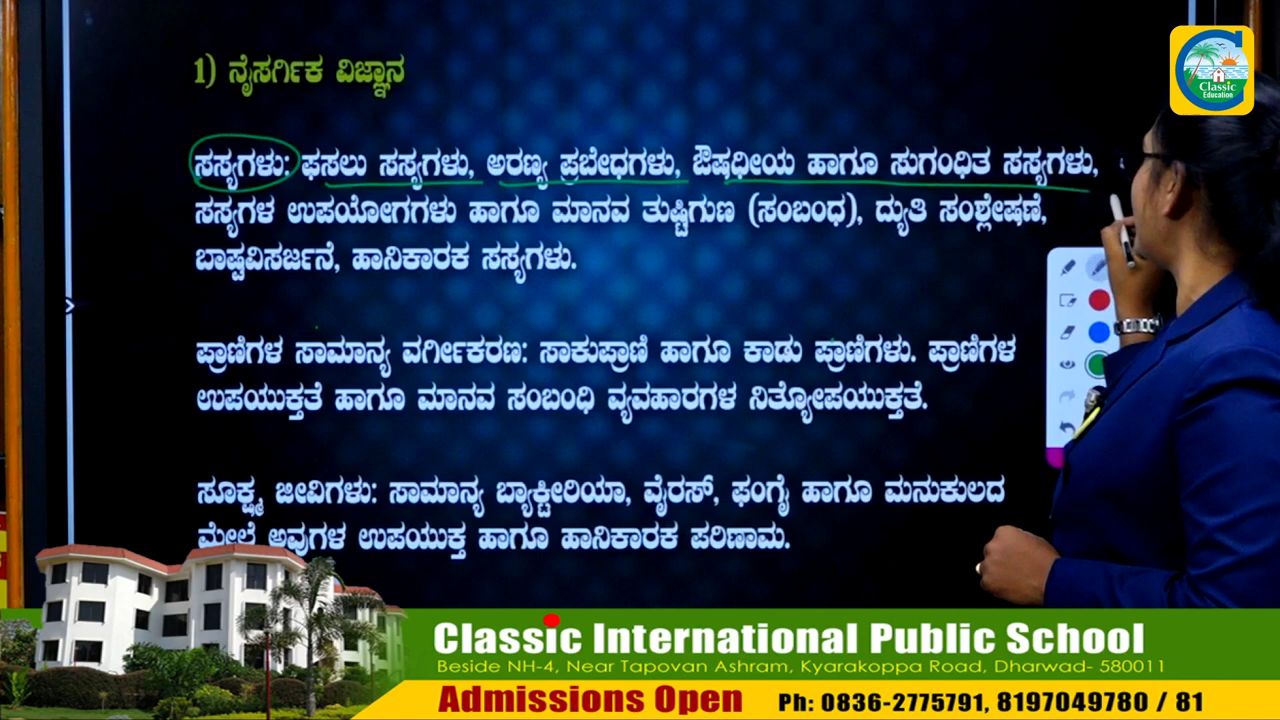 1) ನೈಸರ್ಗಿಕ ವಿಜ್ಞಾನ
ಸಸ್ಯಗಳು: ಫಸಲು ಸಸ್ಯಗಳು, ಅರಣ್ಯ ಪ್ರಬೇಧಗಳು, ಔಷಧೀಯ ಹಾಗೂ ಸುಗಂಧಿತ ಸಸ್ಯಗಳು,
ಸಸ್ಯಗಳ ಉಪಯೋಗಗಳು ಹಾಗೂ ಮಾನವ ತುಷ್ಟಿಗುಣ (ಸಂಬಂಧ), ದ್ಯುತಿ ಸಂಶ್ಲೇಷಣೆ,
ಬಾಷ್ಪವಿಸರ್ಜನೆ, ಹಾನಿಕಾರಕ ಸಸ್ಯಗಳು.
ಪ್ರಾಣಿಗಳ ಸಾಮಾನ್ಯ ವರ್ಗೀಕರಣ: ಸಾಕುಪ್ರಾಣಿ ಹಾಗೂ ಕಾಡು ಪ್ರಾಣಿಗಳು. ಪ್ರಾಣಿಗಳ
ಉಪಯುಕ್ತತೆ ಹಾಗೂ ಮಾನವ ಸಂಬಂಧಿ ವ್ಯವಹಾರಗಳ ನಿತ್ಯೋಪಯುಕ್ತತೆ.
ಸೂಕ್ಷ್ಮ ಜೀವಿಗಳು: ಸಾಮಾನ್ಯ ಬ್ಯಾಕ್ಟೀರಿಯಾ, ವೈರಸ್, ಫಂಗೈ ಹಾಗೂ ಮನುಕುಲದ
ಮೇಲೆ ಅವುಗಳ ಉಪಯುಕ್ತ ಹಾಗೂ ಹಾನಿಕಾರಕ ಪರಿಣಾಮ.
Classic
Education
Classic International Public School
Beside NH-4, Near Tapovan Ashram, Kyarakoppa Road, Dharwad- 580011
Admissions Open Ph: 0836-2775791, 8197049780 / 81